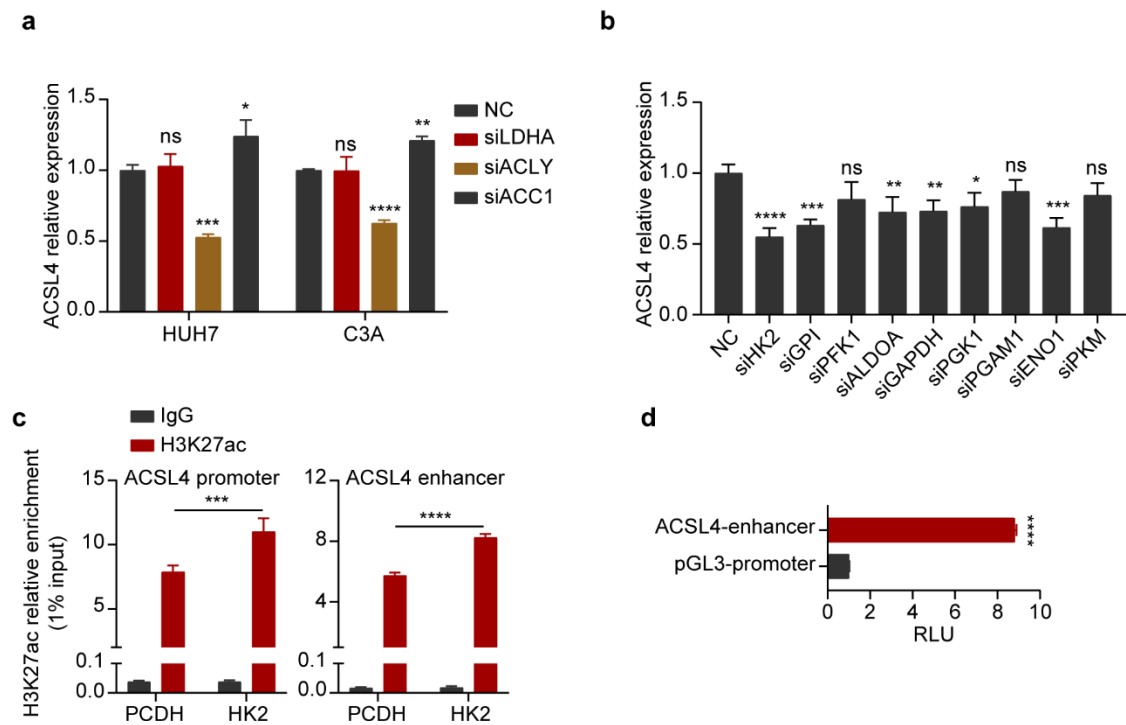 a
ACSL4 relative expression
1.5
1.0
0.5
0.0
ns
***
*
ns
****
**
HUH7
C3A
NC
siLDHA
siACLY
siACC1
b
ACSL4 relative expression
1.5
1.0
0.5
0.0
****
***
ns
**
**
*
ns
***
ns
NC
siHK2
siGPI
siPFK1
siALDOA
siGAPDH
siPGK1
siPGAM1
siENO1
siPKM
c
IgG
H3K27ac
H3K27ac relative enrichment
(1% input)
ACSL4 promoter
15
10
5
0.1
0.0
***
PCDH
HK2
ACSL4 enhancer
12
8
4
0.1
0.0
****
PCDH
HK2
d
ACSL4-enhancer
****
pGL3-promoter
0
2
4
6
8
10
RLU